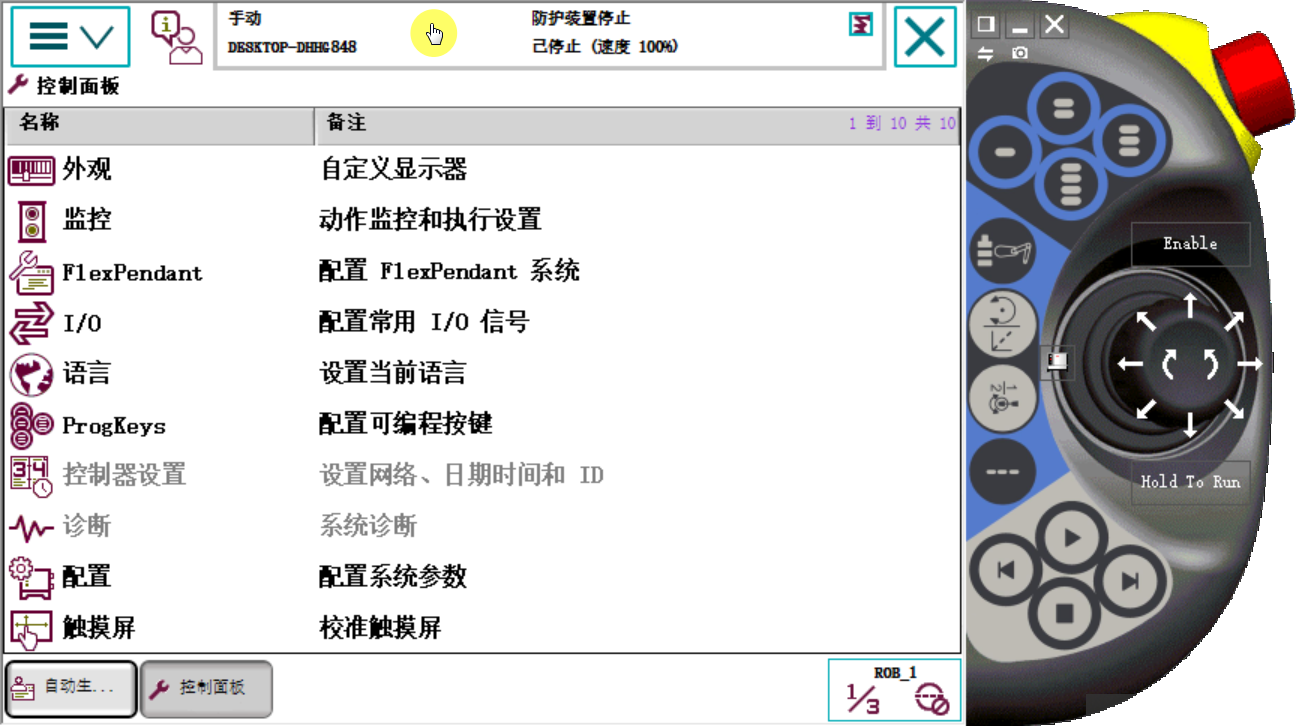 手动
DESKTOP-DHHG848
防护装置停止
己停止 (速度 100%)
控制面板
名称 备注 1 到 10 共 10
外观 自定义显示器
监控 动作监控和执行设置
FlexPendant 配置 FlexPendant 系统
I/O 配置常用 I/O 信号
语言 设置当前语言
ProgKeys 配置可编程按键
控制器设置 设置网络、日期时间和 ID
诊断 系统诊断
配置 配置系统参数
触摸屏 校准触摸屏
自动生...
控制面板
ROB_1
1/3
Enable
Hold To Run